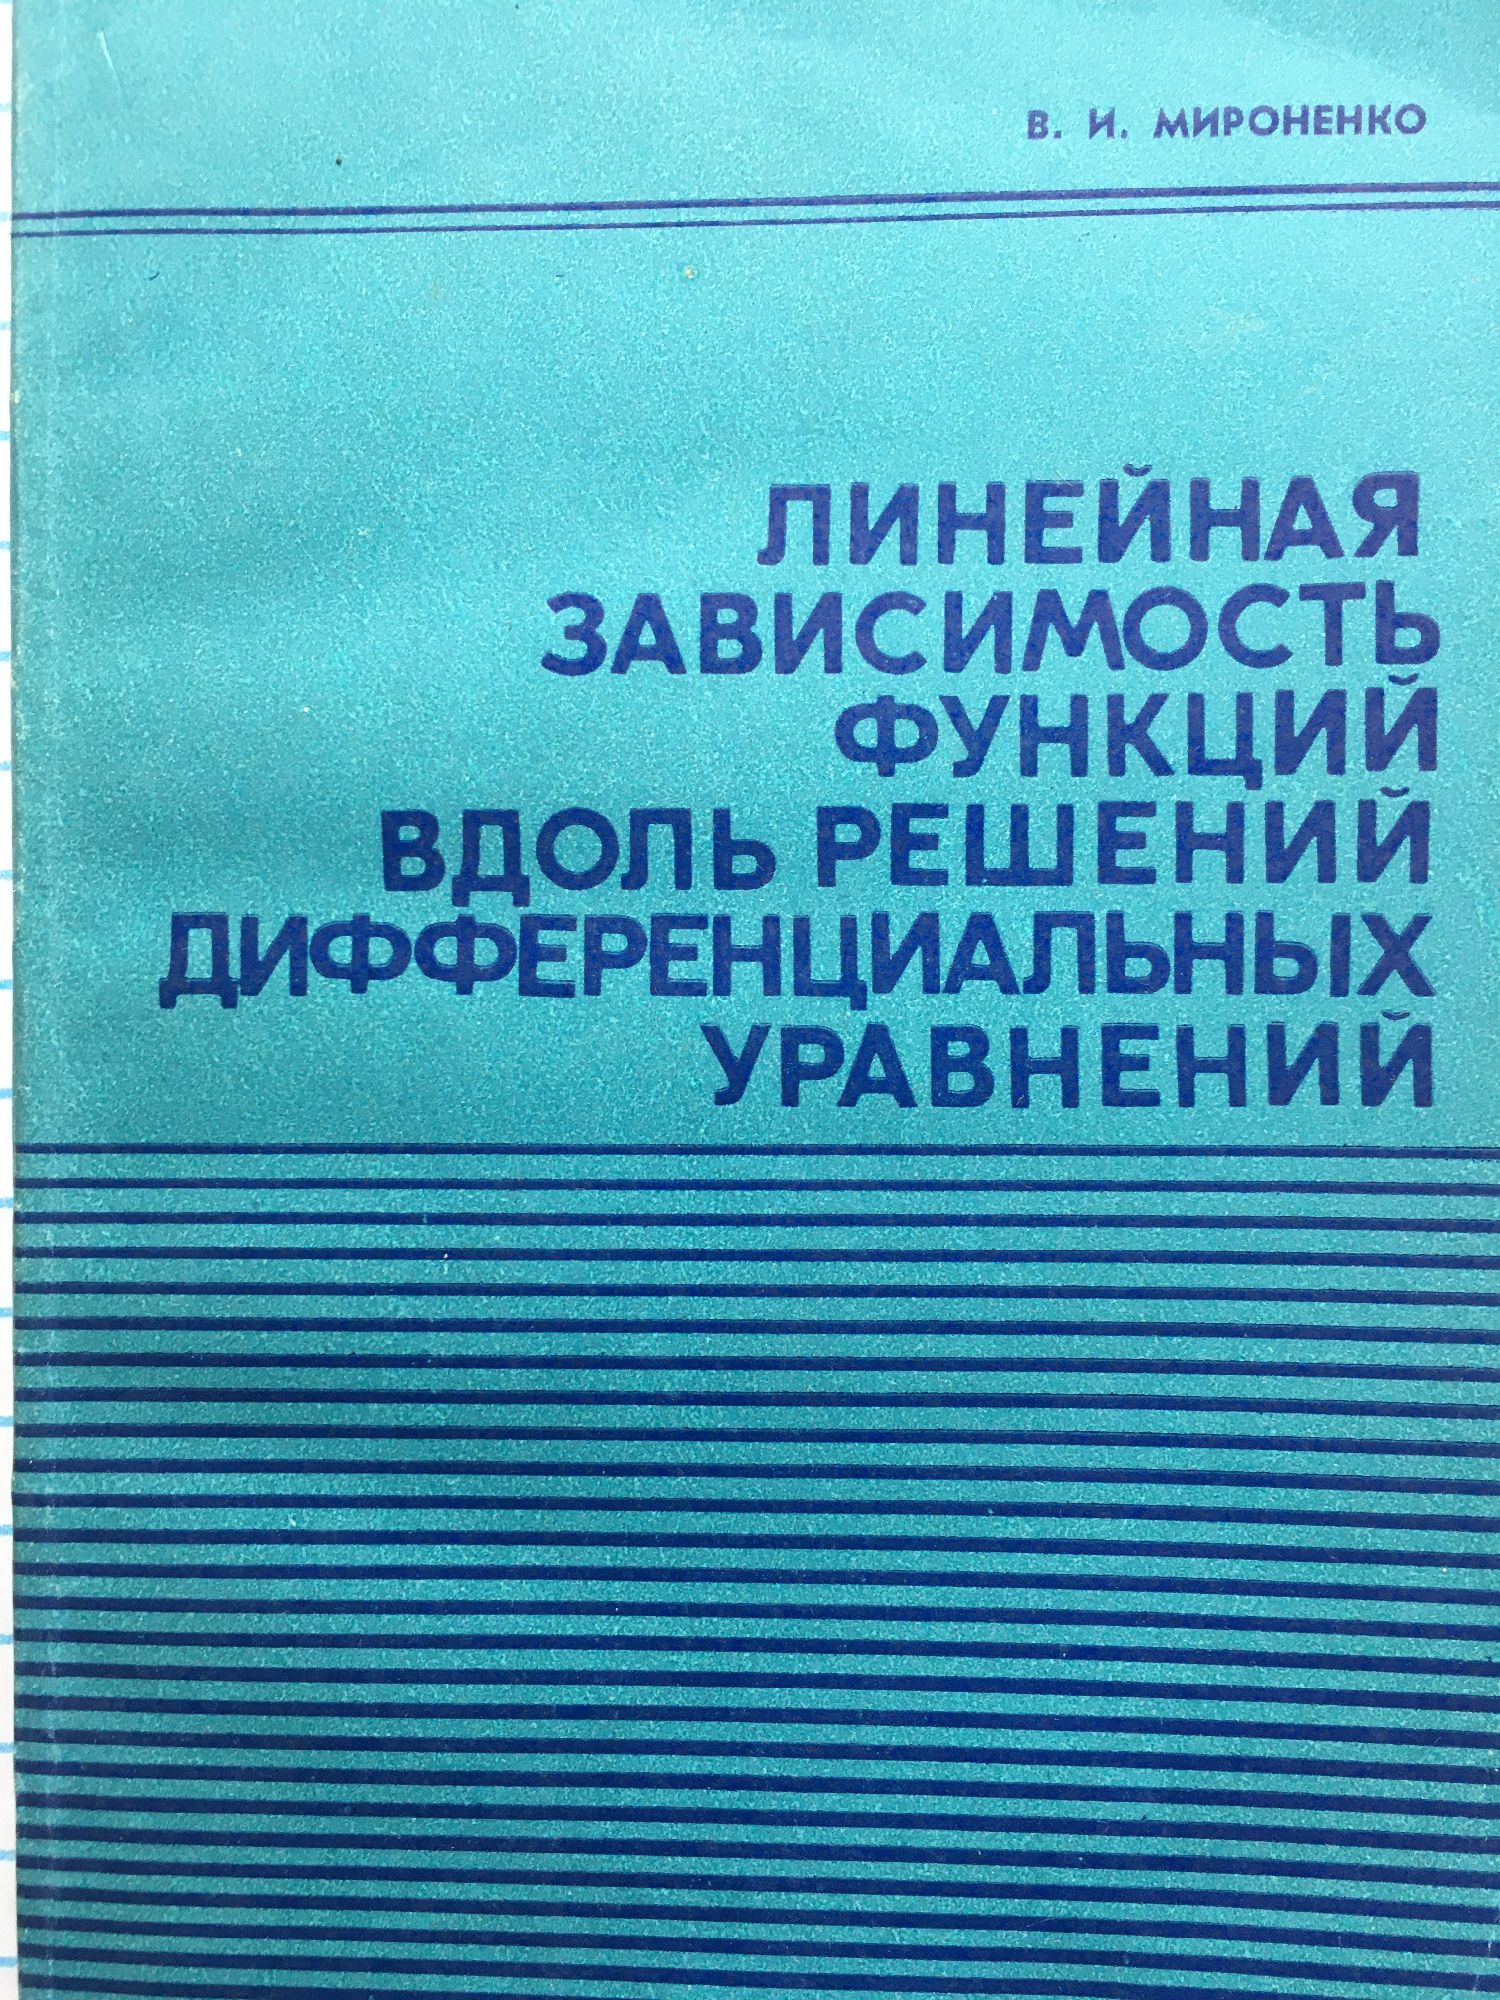 В. И. МИРОНЕНКО
ЛИНЕЙНАЯ
ЗАВИСИМОСТЬ
ФУНКЦИЙ
ВДОЛЬ РЕШЕНИЙ
ДИФФЕРЕНЦИАЛЬНЫХ
УРАВНЕНИЙ